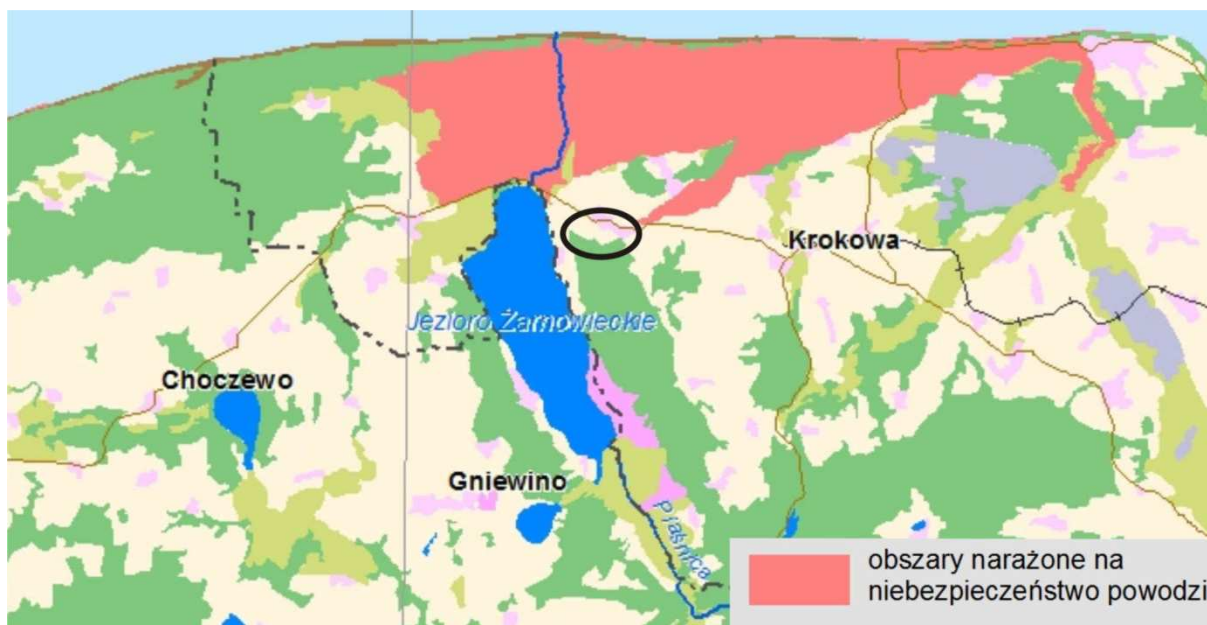 Krokowa
Jezioro Żarnowieckie
Choczewo
Gniewino
Piaśnica
obszary narażone na
niebezpieczeństwo powodzi